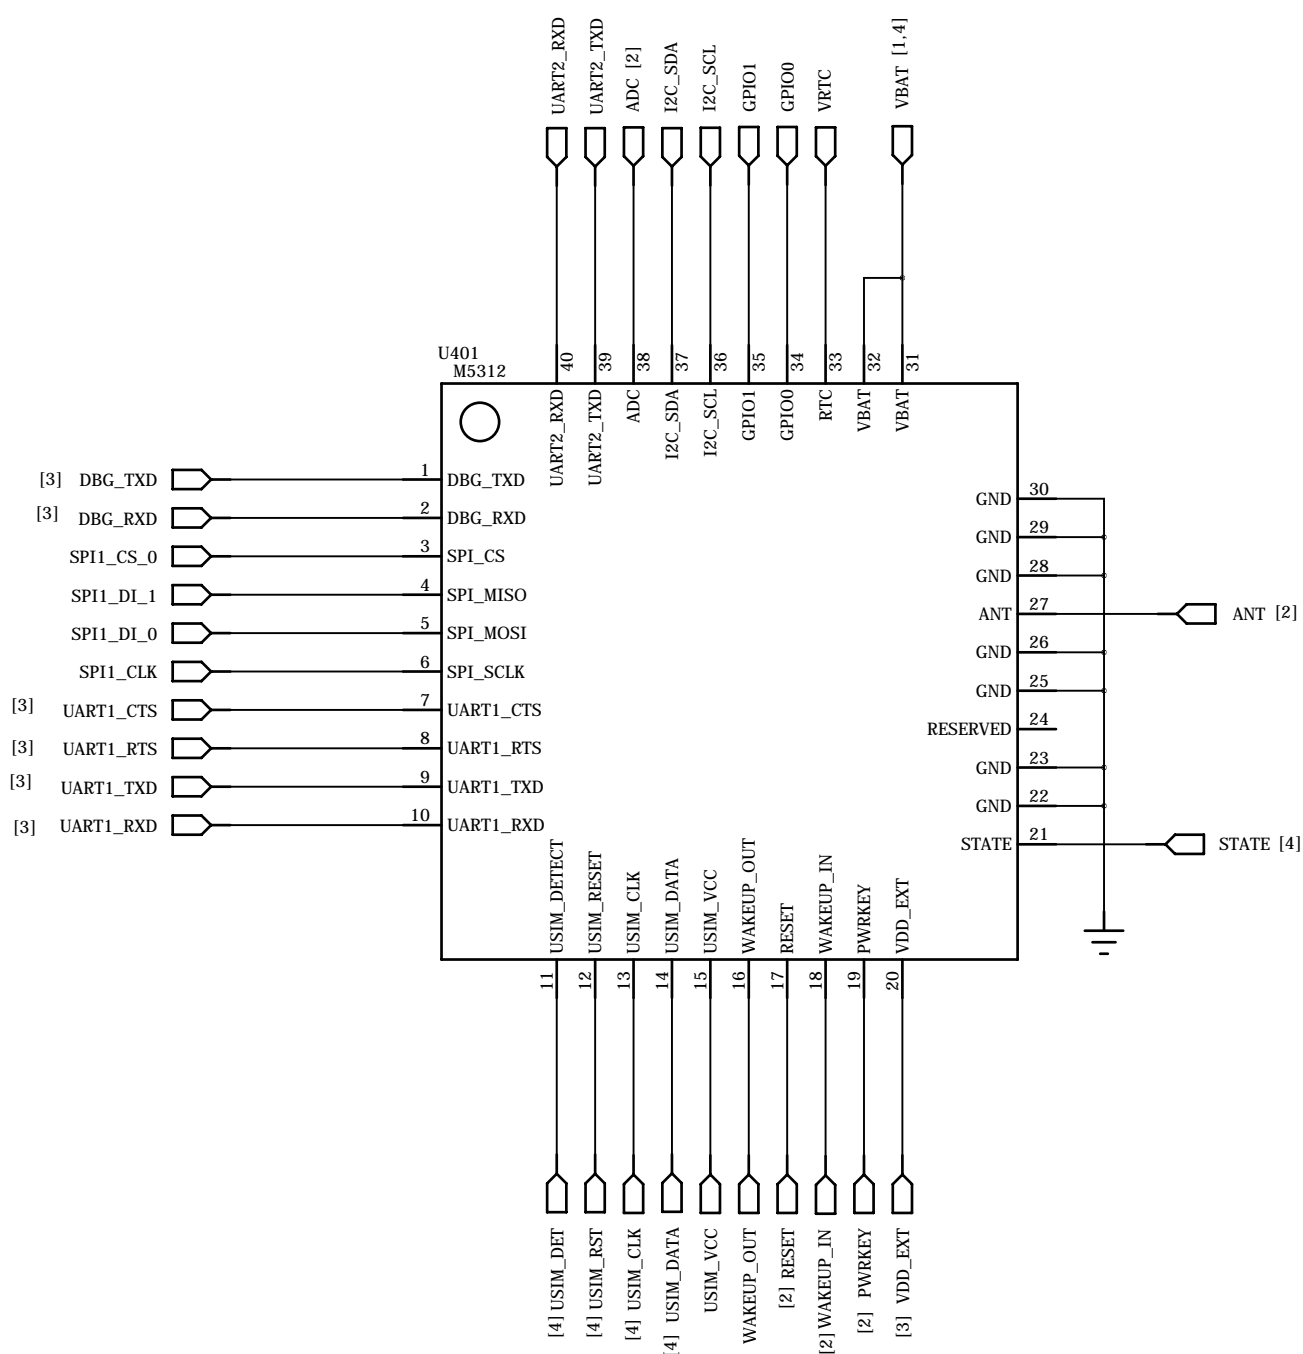 UART2_RXD
UART2_TXD
ADC [2]
I2C_SDA
I2C_SCL
GPIO1
GPIO0
VRTC
VBAT [1,4]
U401
M5312
40
39
38
37
36
35
34
33
32
31
UART2_RXD
UART2_TXD
ADC
I2C_SDA
I2C_SCL
GPIO1
GPIO0
RTC
VBAT
VBAT
[3] DBG_TXD 1 DBG_TXD
[3] DBG_RXD 2 DBG_RXD
SPI1_CS_0 3 SPI_CS
SPI1_DI_1 4 SPI_MISO
SPI1_DI_0 5 SPI_MOSI
SPI1_CLK 6 SPI_SCLK
[3] UART1_CTS 7 UART1_CTS
[3] UART1_RTS 8 UART1_RTS
[3] UART1_TXD 9 UART1_TXD
[3] UART1_RXD 10 UART1_RXD
GND 30
GND 29
GND 28
ANT 27 ANT [2]
GND 26
GND 25
RESERVED 24
GND 23
GND 22
STATE 21 STATE [4]
USIM_DETECT
USIM_RESET
USIM_CLK
USIM_DATA
USIM_VCC
WAKEUP_OUT
RESET
WAKEUP_IN
PWRKEY
VDD_EXT
11
12
13
14
15
16
17
18
19
20
[4] USIM_DET
[4] USIM_RST
[4] USIM_CLK
[4] USIM_DATA
USIM_VCC
WAKEUP_OUT
[2] RESET
[2] WAKEUP_IN
[2] PWRKEY
[3] VDD_EXT